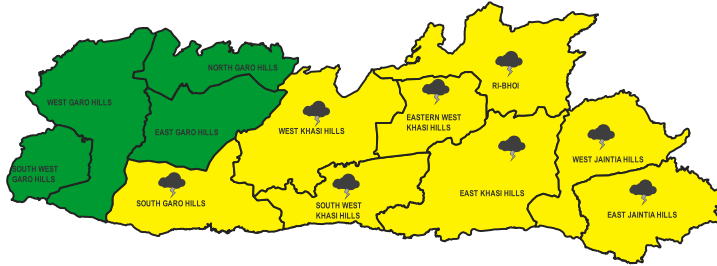 NORTH GARO HILLS
WEST GARO HILLS
EAST GARO HILLS
SOUTH WEST
GARO HILLS
SOUTH GARO HILLS
WEST KHASI HILLS
EASTERN WEST
KHASI HILLS
RI-BHOI
SOUTH WEST
KHASI HILLS
EAST KHASI HILLS
WEST JAINTIA HILLS
EAST JAINTIA HILLS